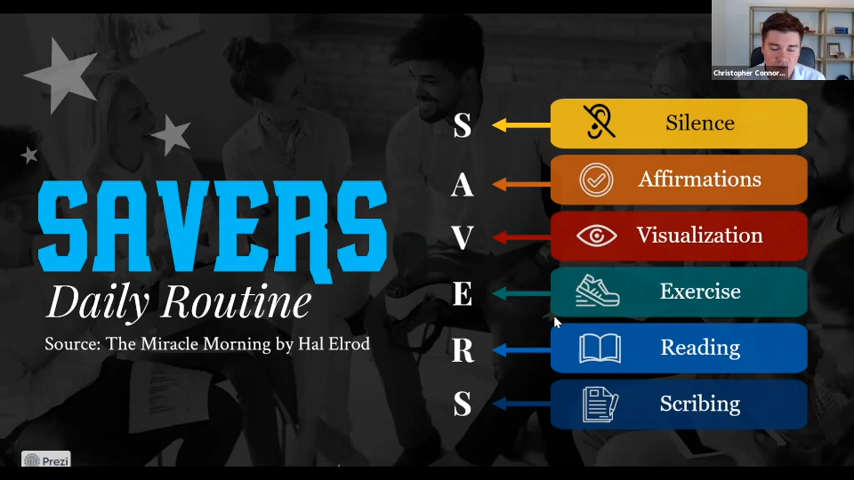 Christopher Connor...
SAVERS
Daily Routine
Source: The Miracle Morning by Hal Elrod
S Silence
A Affirmations
V Visualization
E Exercise
R Reading
S Scribing
Prezi